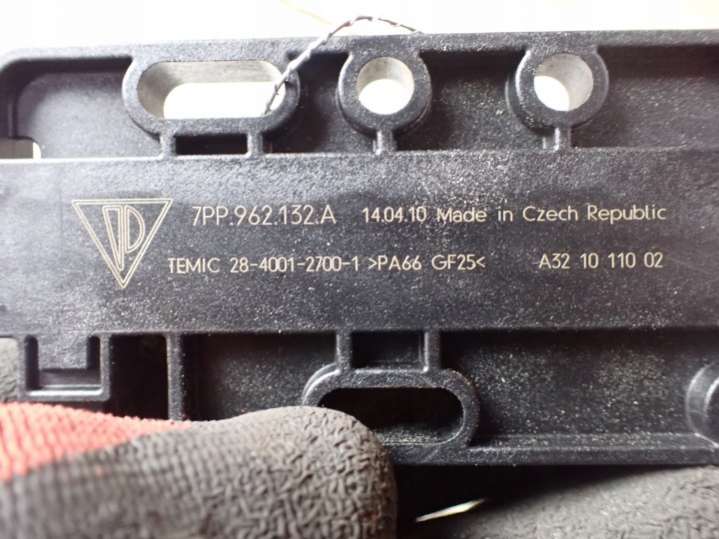 7PP.962.132.A 14.04.10 Made in Czech Republic
TEMIC 28-4001-2700-1 >PA66 GF25< A32 10 110 02